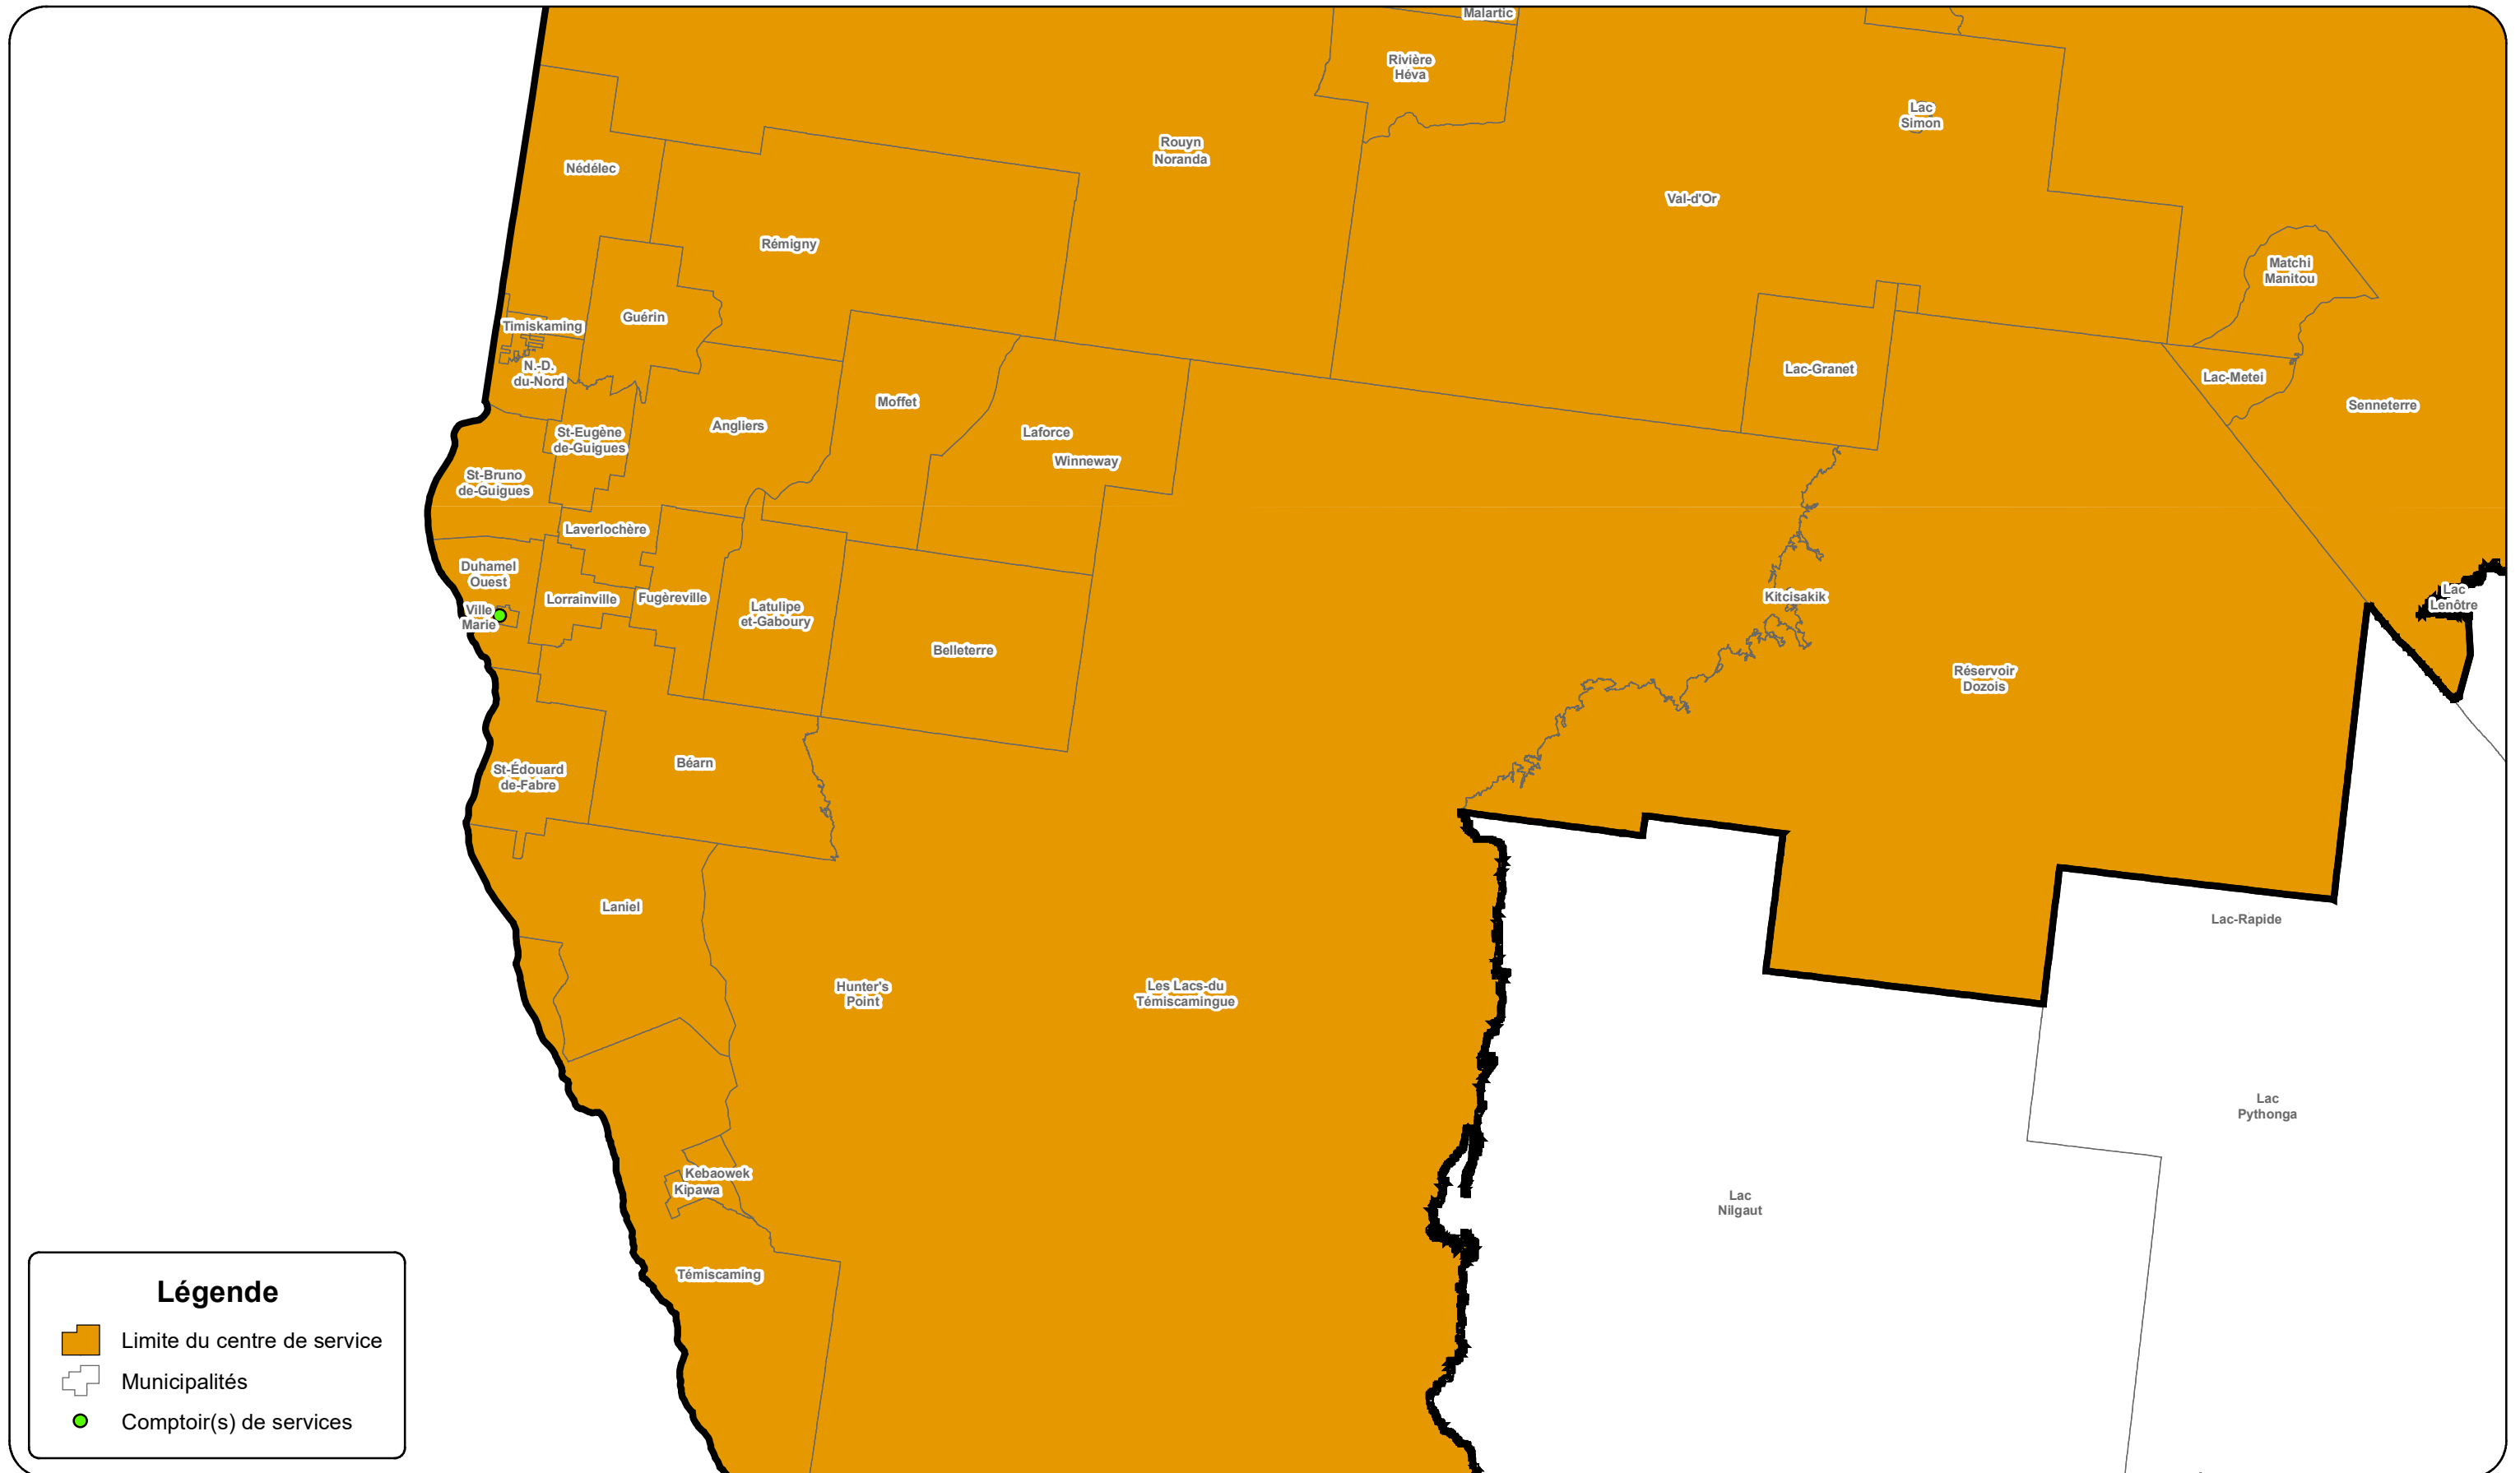 Malartic
Rivière
Héva
Lac
Simon
Rouyn
Noranda
Nédélec
Val-d'Or
Rémigny
Matchi
Manitou
Guérin
Timiskaming
N.-D.
du-Nord
Lac-Granet
Lac-Metei
Senneterre
Moffet
Angliers
Laforce
St-Eugène
de-Guigues
Winneway
St-Bruno
de-Guigues
Laverlochère
Duhamel
Ouest
Lorrainville
Fugèreville
Kitcisakik
Lac
Lenôtre
Ville
Marie
Latulipe
et-Gaboury
Belleterre
Réservoir
Dozois
Béarn
St-Édouard
de-Fabre
Laniel
Lac-Rapide
Hunter's
Point
Les Lacs-du
Témiscamingue
Lac
Pythonga
Kebaowek
Kipawa
Lac
Nilgaut
Témiscaming
Légende
Limite du centre de service
Municipalités
Comptoir(s) de services